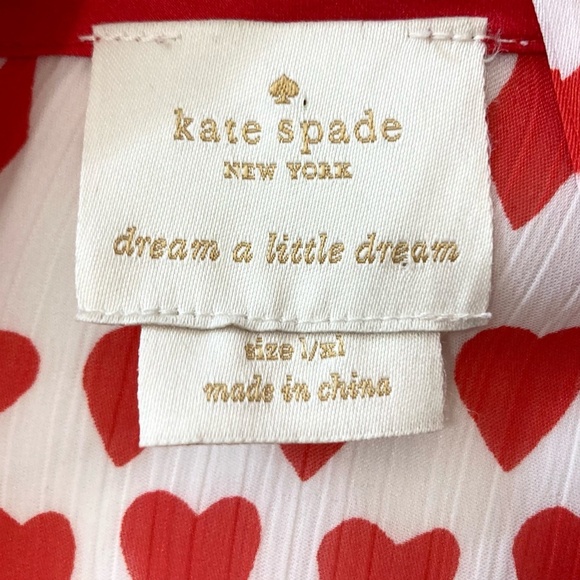 kate spade
NEW YORK
dream a little dream
size l/xl
made in china